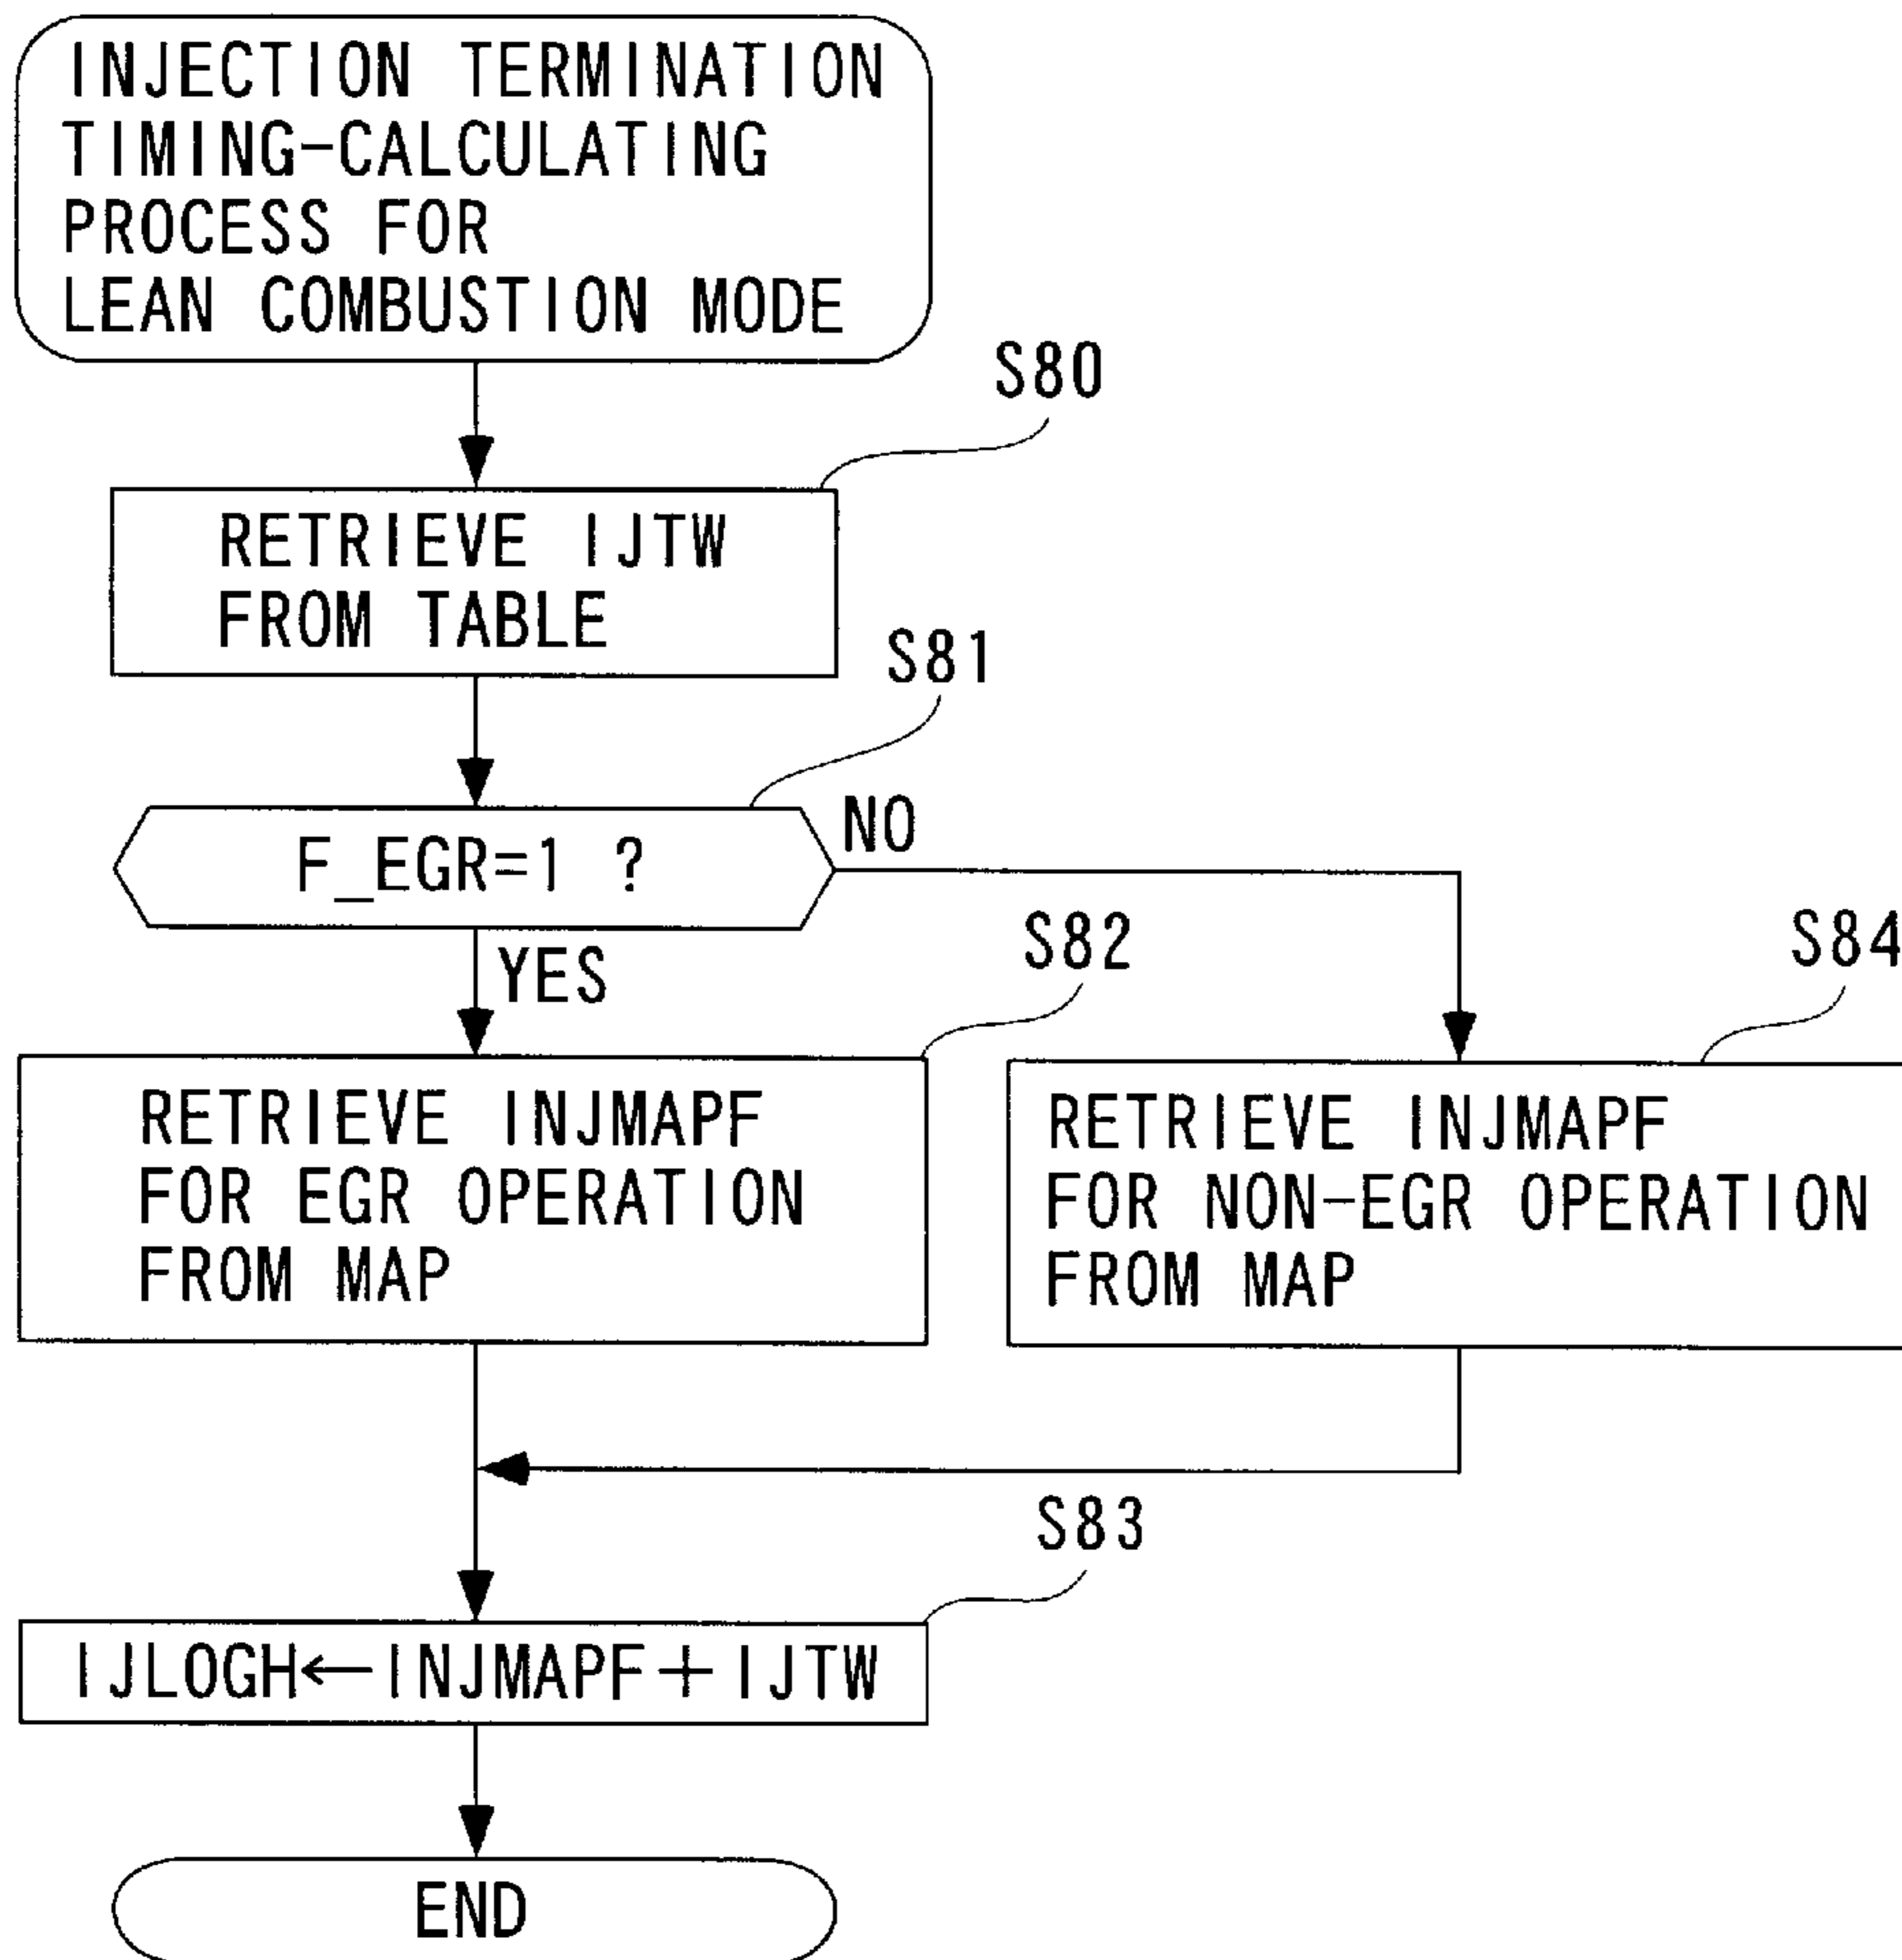 INJECTION TERMINATION
TIMING-CALCULATING
PROCESS FOR
LEAN COMBUSTION MODE
S80
RETRIEVE IJTW
FROM TABLE
S81
F_EGR=1 ?
NO
YES
S82
S84
RETRIEVE INJMAPF
FOR EGR OPERATION
FROM MAP
RETRIEVE INJMAPF
FOR NON-EGR OPERATION
FROM MAP
S83
IJLOGH←INJMAPF+IJTW
END